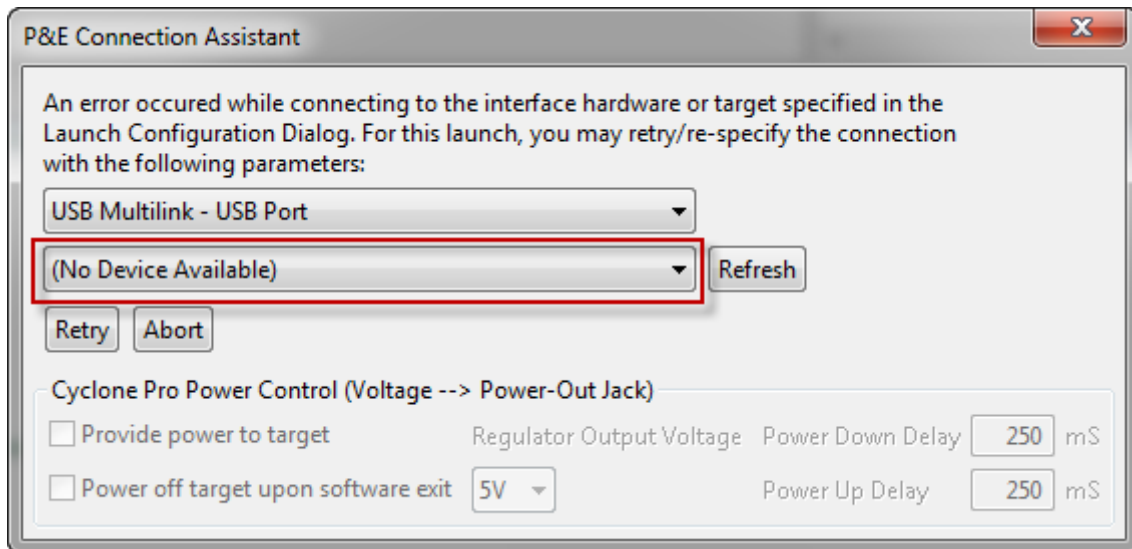 P&E Connection Assistant
An error occured while connecting to the interface hardware or target specified in the
Launch Configuration Dialog. For this launch, you may retry/re-specify the connection
with the following parameters:
USB Multilink - USB Port
(No Device Available)
Refresh
Retry
Abort
Cyclone Pro Power Control (Voltage --> Power-Out Jack)
Provide power to target
Regulator Output Voltage
Power Down Delay
250
mS
Power off target upon software exit
5V
Power Up Delay
250
mS